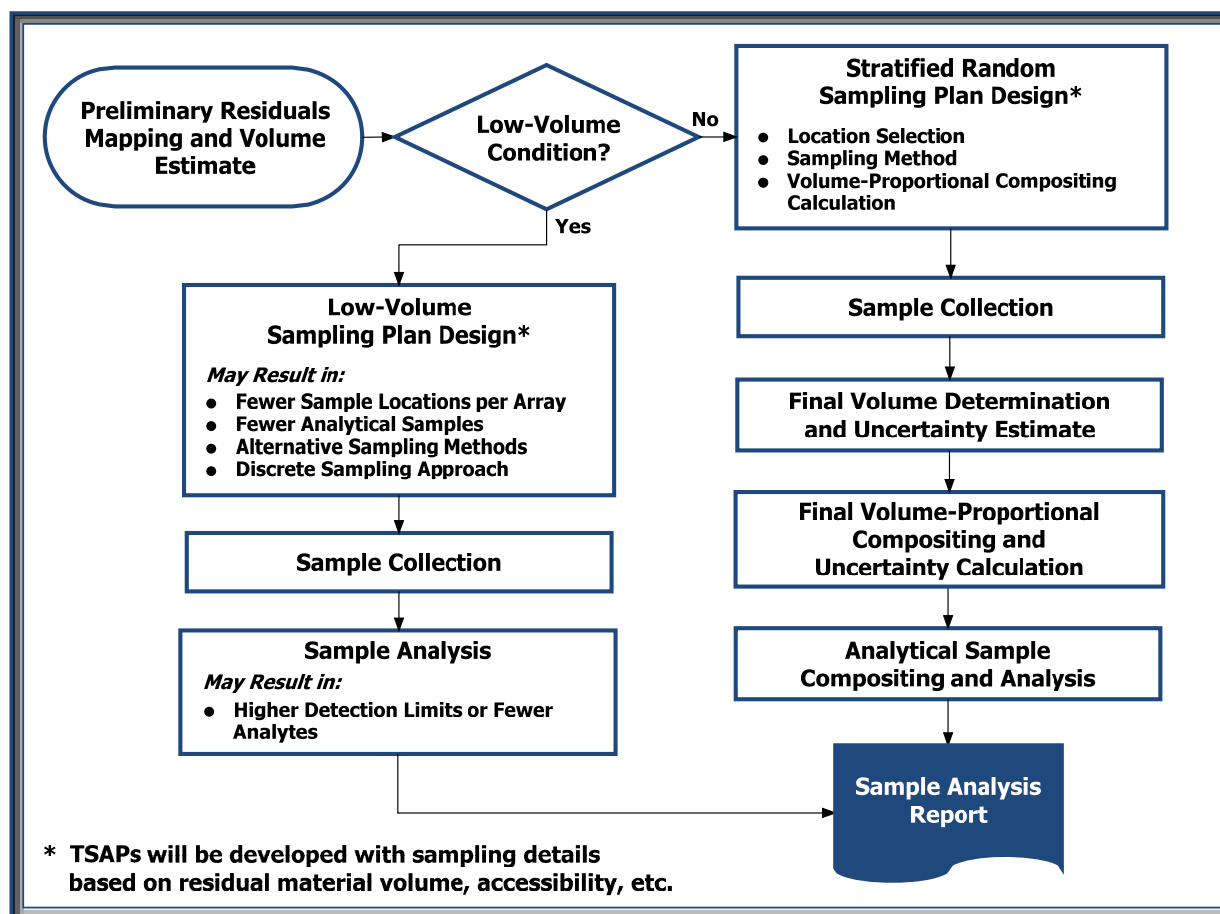 Preliminary Residuals
Mapping and Volume
Estimate
Low-Volume
Condition?
No
Yes
Stratified Random
Sampling Plan Design*
● Location Selection
● Sampling Method
● Volume-Proportional Compositing
Calculation
Sample Collection
Final Volume Determination
and Uncertainty Estimate
Final Volume-Proportional
Compositing and
Uncertainty Calculation
Analytical Sample
Compositing and Analysis
Low-Volume
Sampling Plan Design*
May Result in:
● Fewer Sample Locations per Array
● Fewer Analytical Samples
● Alternative Sampling Methods
● Discrete Sampling Approach
Sample Collection
Sample Analysis
May Result in:
● Higher Detection Limits or Fewer
Analytes
Sample Analysis
Report
* TSAPs will be developed with sampling details
based on residual material volume, accessibility, etc.